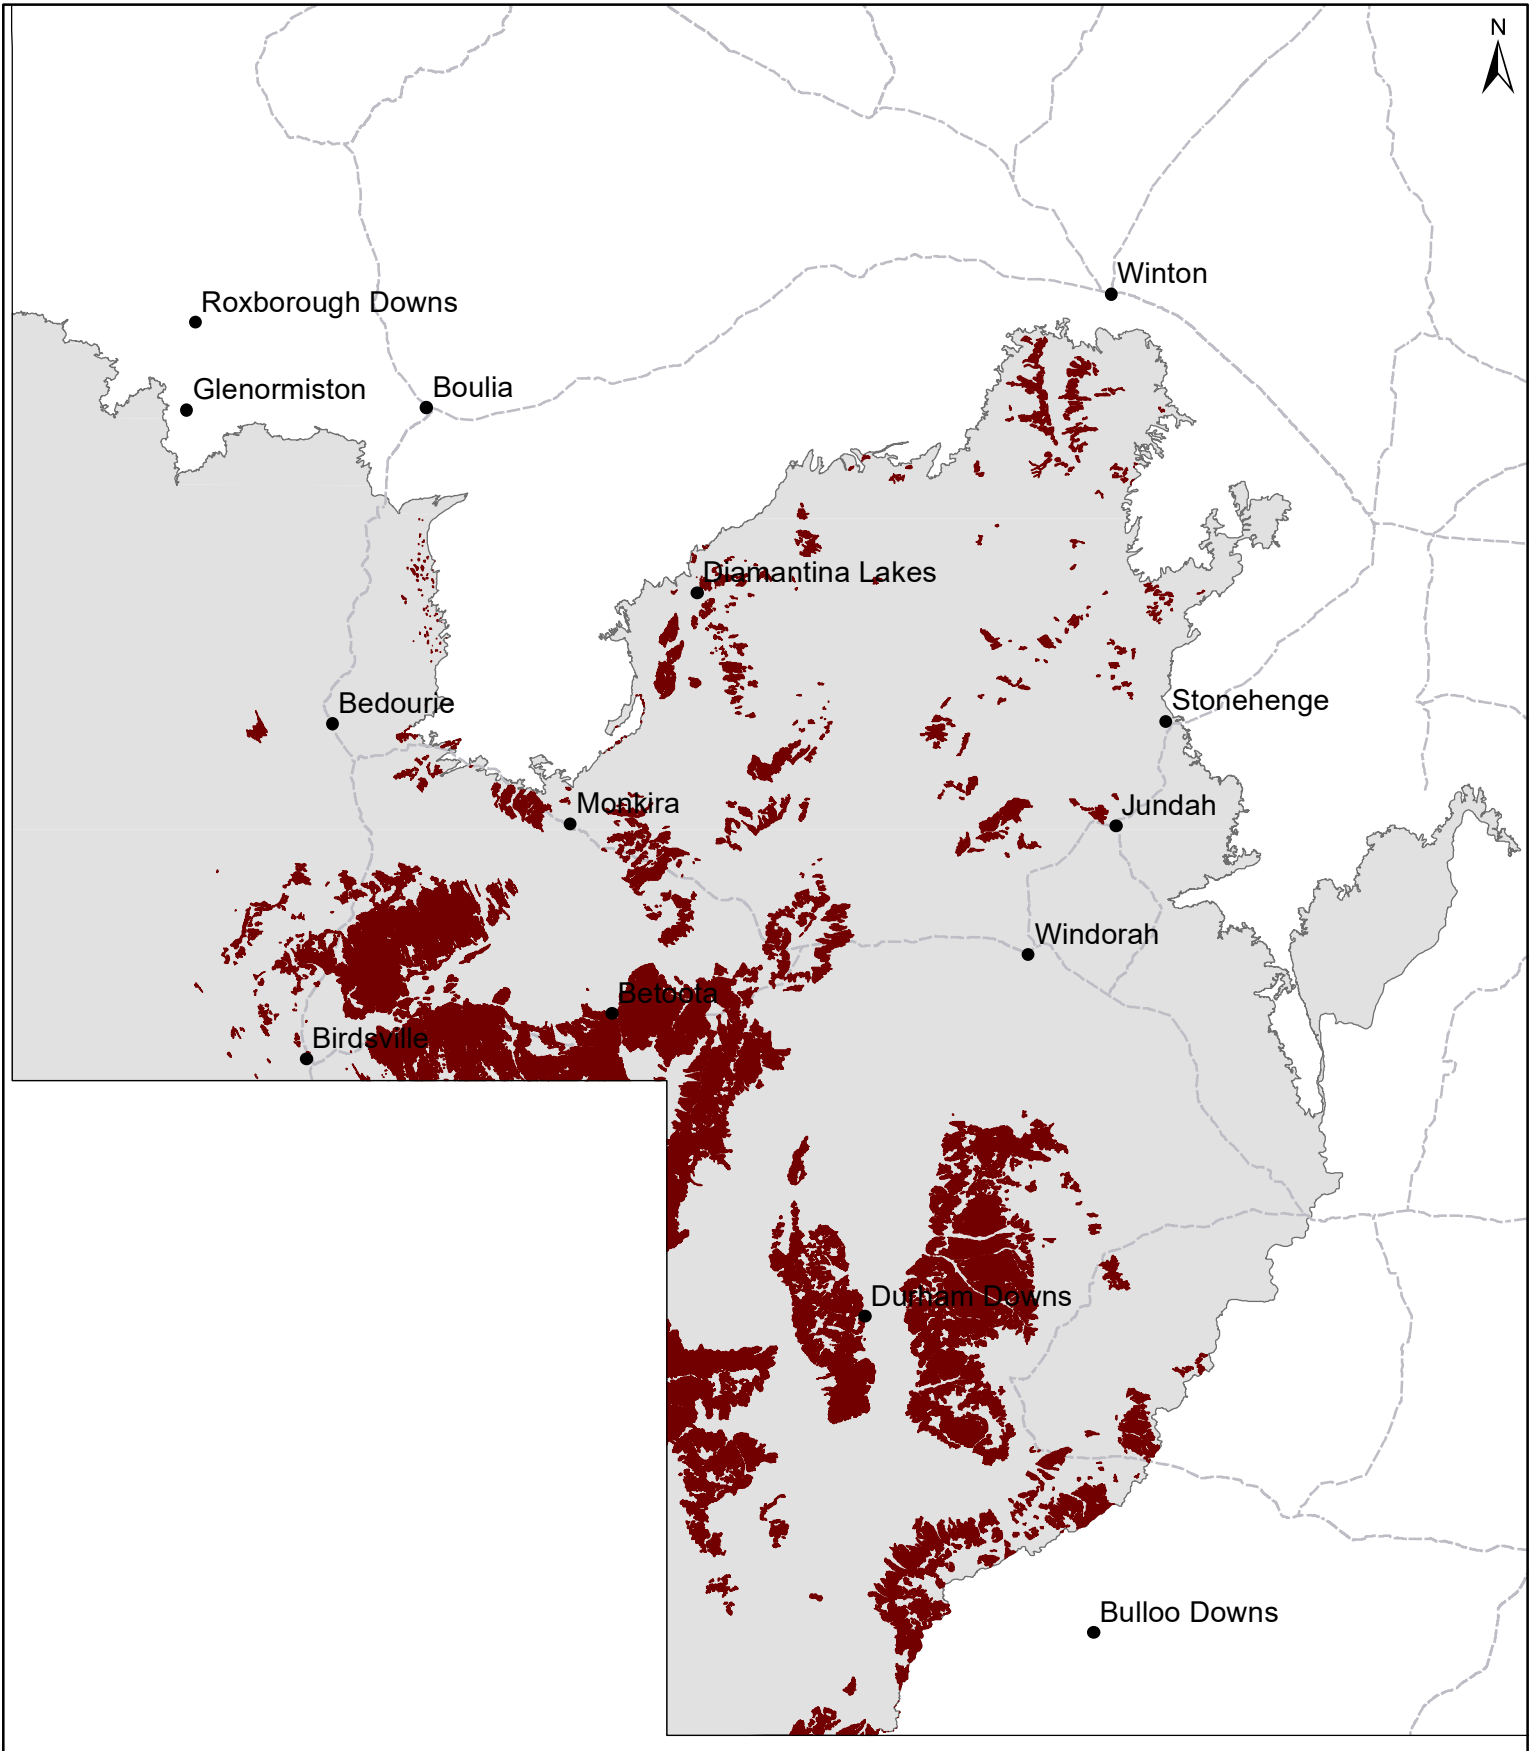 N
Winton
Roxborough Downs
Glenormiston
Boulia
Diamantina Lakes
Bedourie
Stonehenge
Monkira
Jundah
Windorah
Betoota
Birdsville
Durham Downs
Bulloo Downs